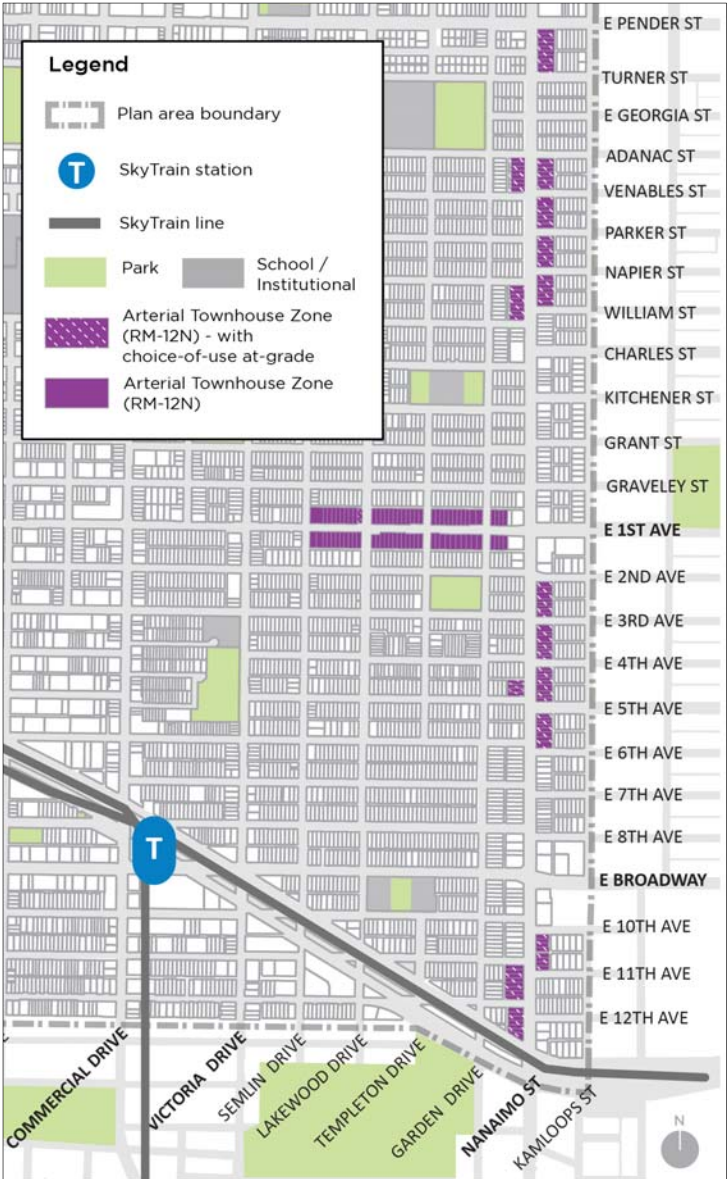 Legend
Plan area boundary
T
SkyTrain station
SkyTrain line
Park
School /
Institutional
Arterial Townhouse Zone
(RM-12N) - with
choice-of-use at-grade
Arterial Townhouse Zone
(RM-12N)
E PENDER ST
TURNER ST
E GEORGIA ST
ADANAC ST
VENABLES ST
PARKER ST
NAPIER ST
WILLIAM ST
CHARLES ST
KITCHENER ST
GRANT ST
GRAVELEY ST
E 1ST AVE
E 2ND AVE
E 3RD AVE
E 4TH AVE
E 5TH AVE
E 6TH AVE
E 7TH AVE
E 8TH AVE
T
E BROADWAY
E 10TH AVE
E 11TH AVE
E 12TH AVE
COMMERCIAL DRIVE
VICTORIA DRIVE
SEMLIN DRIVE
LAKEWOOD DRIVE
TEMPLETON DRIVE
GARDEN DRIVE
NANAIMO ST
KAMLOOPS ST
N